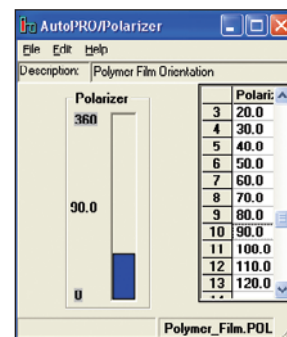 AutoPRO/Polarizer
File Edit Help
Description: Polymer Film Orientation
Polarizer
360
90.0
0
Polari:
3 20.0
4 30.0
5 40.0
6 50.0
7 60.0
8 70.0
9 80.0
10 90.0
11 100.0
12 110.0
13 120.0
Polymer_Film.POL